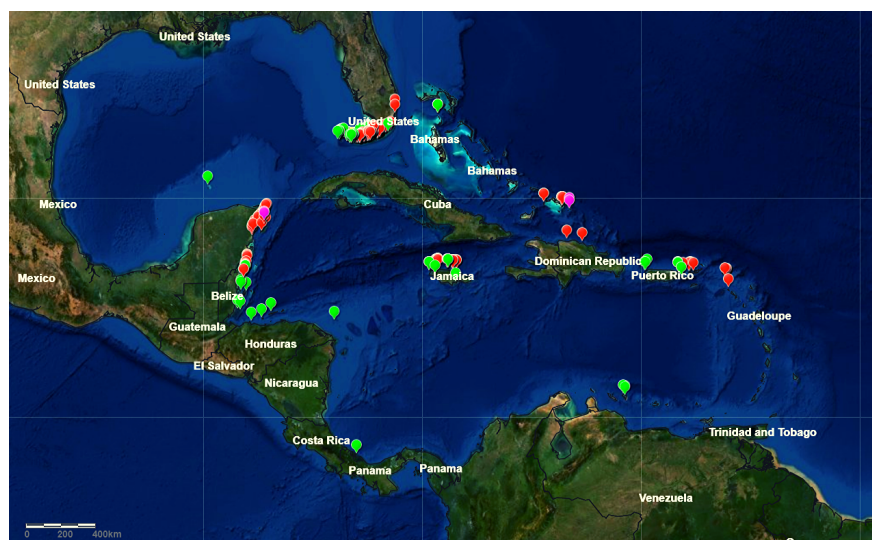 United States
United States
United States
Bahamas
Bahamas
Mexico
Cuba
Dominican Republic
Mexico
Jamaica
Puerto Rico
Belize
Guadeloupe
Guatemala
Honduras
El Salvador
Nicaragua
Trinidad and Tobago
Costa Rica
Panama
Panama
Venezuela
0 200 400km